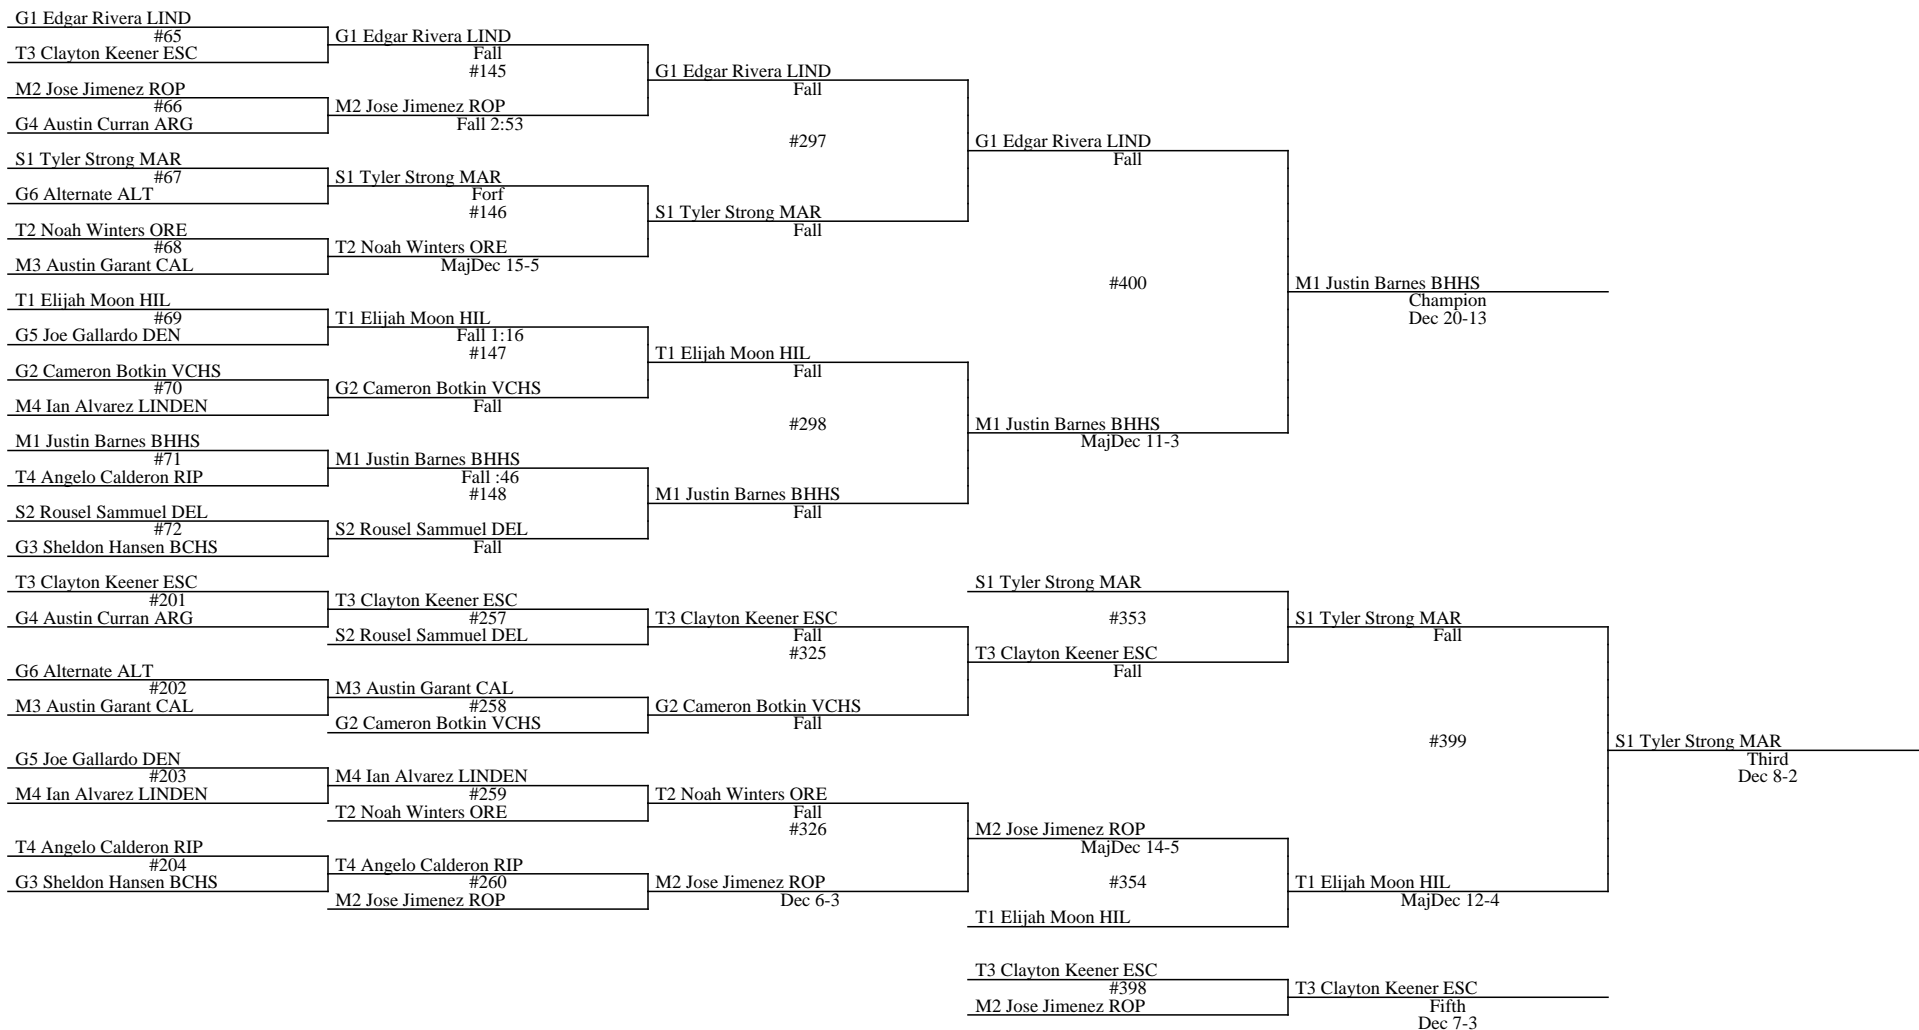 G1 Edgar Rivera LIND
#65
T3 Clayton Keener ESC
M2 Jose Jimenez ROP
#66
G4 Austin Curran ARG
S1 Tyler Strong MAR
#67
G6 Alternate ALT
T2 Noah Winters ORE
#68
M3 Austin Garant CAL
T1 Elijah Moon HIL
#69
G5 Joe Gallardo DEN
G2 Cameron Botkin VCHS
#70
M4 Ian Alvarez LINDEN
M1 Justin Barnes BHHS
#71
T4 Angelo Calderon RIP
S2 Rousel Sammuel DEL
#72
G3 Sheldon Hansen BCHS
G1 Edgar Rivera LIND
Fall
#145
M2 Jose Jimenez ROP
Fall 2:53
S1 Tyler Strong MAR
Forf
#146
T2 Noah Winters ORE
MajDec 15-5
T1 Elijah Moon HIL
Fall 1:16
#147
G2 Cameron Botkin VCHS
Fall
M1 Justin Barnes BHHS
Fall :46
#148
S2 Rousel Sammuel DEL
Fall
G1 Edgar Rivera LIND
Fall
#297
S1 Tyler Strong MAR
Fall
T1 Elijah Moon HIL
Fall
#298
M1 Justin Barnes BHHS
Fall
G1 Edgar Rivera LIND
Fall
#400
M1 Justin Barnes BHHS
MajDec 11-3
M1 Justin Barnes BHHS
Champion
Dec 20-13
T3 Clayton Keener ESC
#201
G4 Austin Curran ARG
G6 Alternate ALT
#202
M3 Austin Garant CAL
G5 Joe Gallardo DEN
#203
M4 Ian Alvarez LINDEN
T4 Angelo Calderon RIP
#204
G3 Sheldon Hansen BCHS
T3 Clayton Keener ESC
#257
S2 Rousel Sammuel DEL
M3 Austin Garant CAL
#258
G2 Cameron Botkin VCHS
M4 Ian Alvarez LINDEN
#259
T2 Noah Winters ORE
T4 Angelo Calderon RIP
#260
M2 Jose Jimenez ROP
T3 Clayton Keener ESC
Fall
#325
G2 Cameron Botkin VCHS
Fall
T2 Noah Winters ORE
Fall
#326
M2 Jose Jimenez ROP
Dec 6-3
S1 Tyler Strong MAR
#353
T3 Clayton Keener ESC
Fall
M2 Jose Jimenez ROP
MajDec 14-5
#354
T1 Elijah Moon HIL
S1 Tyler Strong MAR
Fall
#399
T1 Elijah Moon HIL
MajDec 12-4
S1 Tyler Strong MAR
Third
Dec 8-2
T3 Clayton Keener ESC
#398
M2 Jose Jimenez ROP
T3 Clayton Keener ESC
Fifth
Dec 7-3